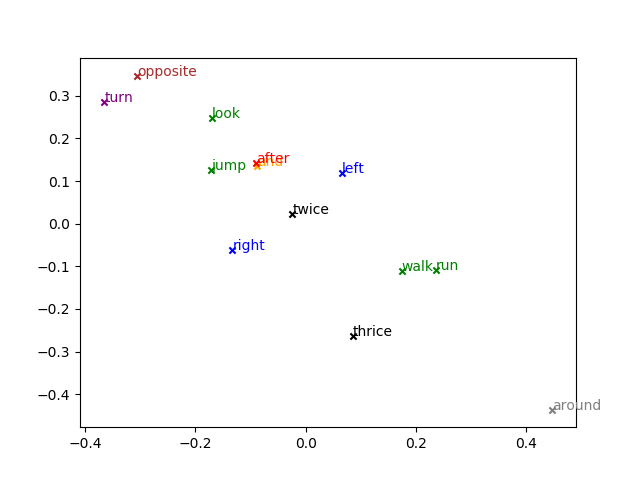 opposite
turn
look
after
and
jump
left
twice
right
walk
run
thrice
around
0.3
0.2
0.1
0.0
−0.1
−0.2
−0.3
−0.4
−0.4 −0.2 0.0 0.2 0.4